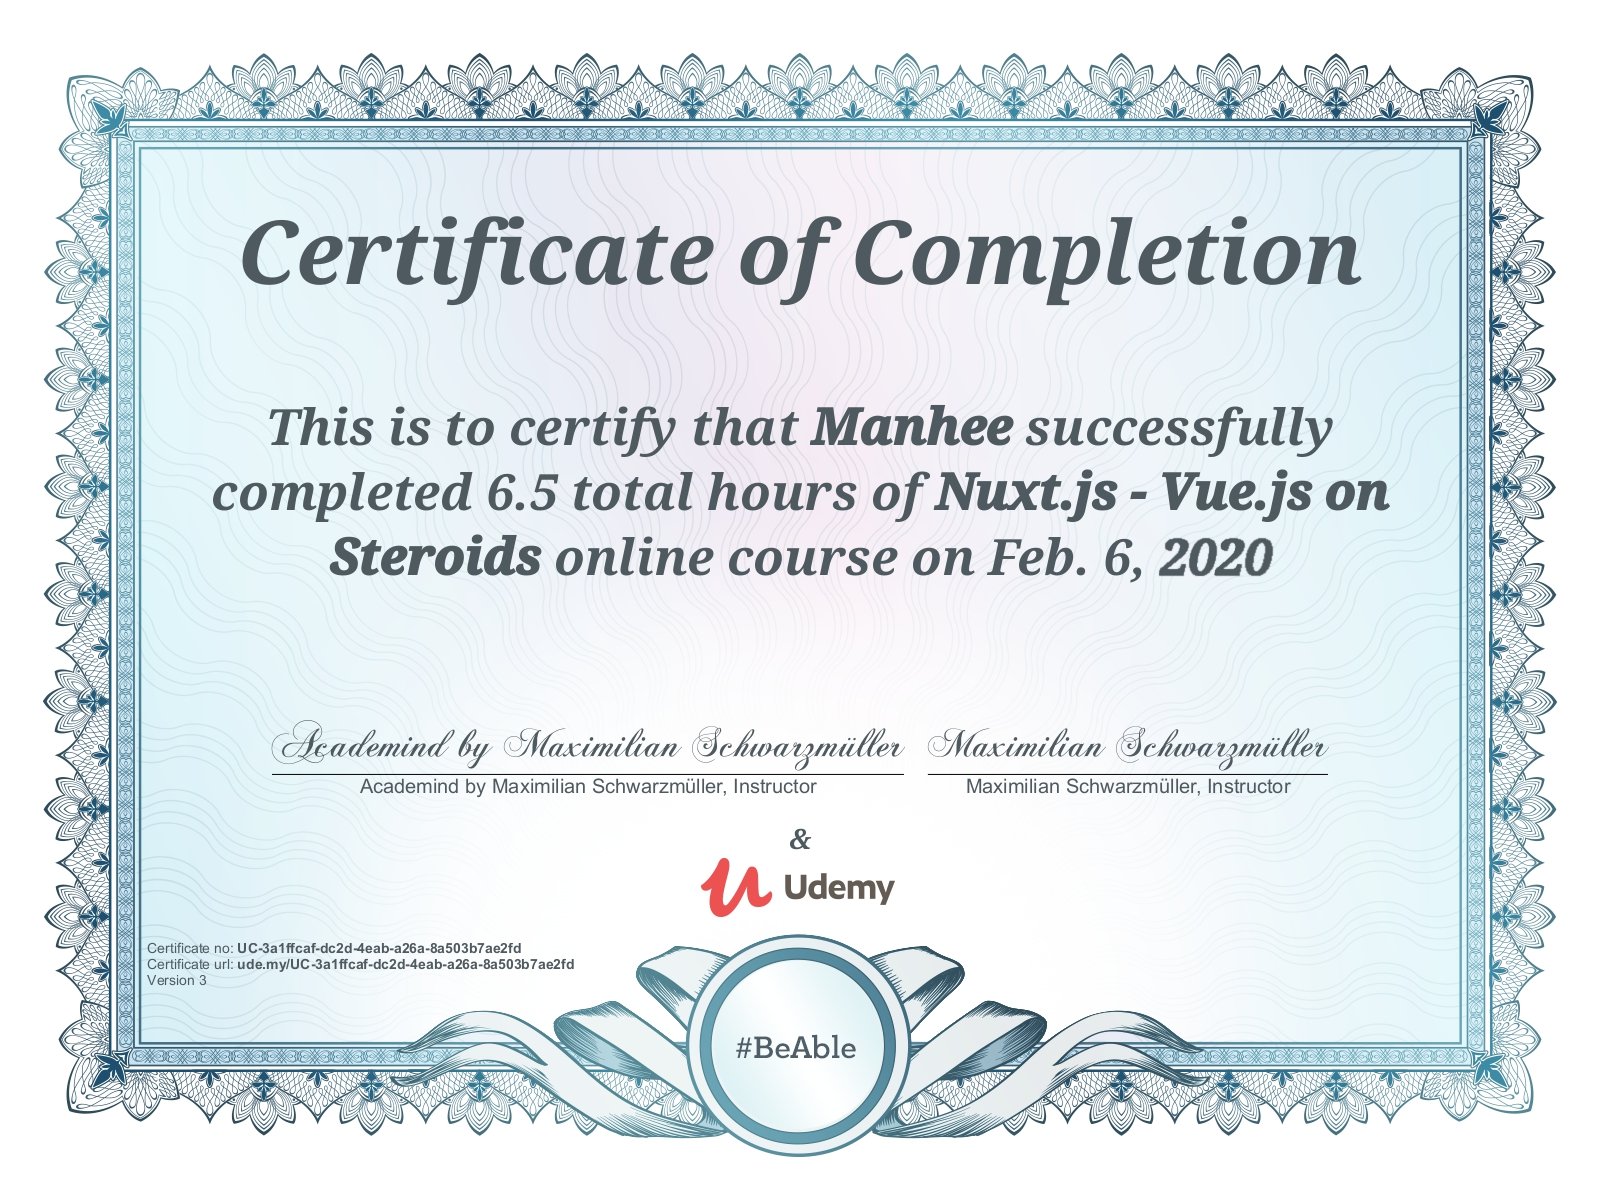 Certificate of Completion
This is to certify that Manhee successfully
completed 6.5 total hours of Nuxt.js - Vue.js on
Steroids online course on Feb. 6, 2020
Academind by Maximilian Schwarzmüller Maximilian Schwarzmüller
Academind by Maximilian Schwarzmüller, Instructor Maximilian Schwarzmüller, Instructor
&
Udemy
Certificate no: UC-3a1ffcaf-dc2d-4eab-a26a-8a503b7ae2fd
Certificate url: ude.my/UC-3a1ffcaf-dc2d-4eab-a26a-8a503b7ae2fd
Version 3
#BeAble